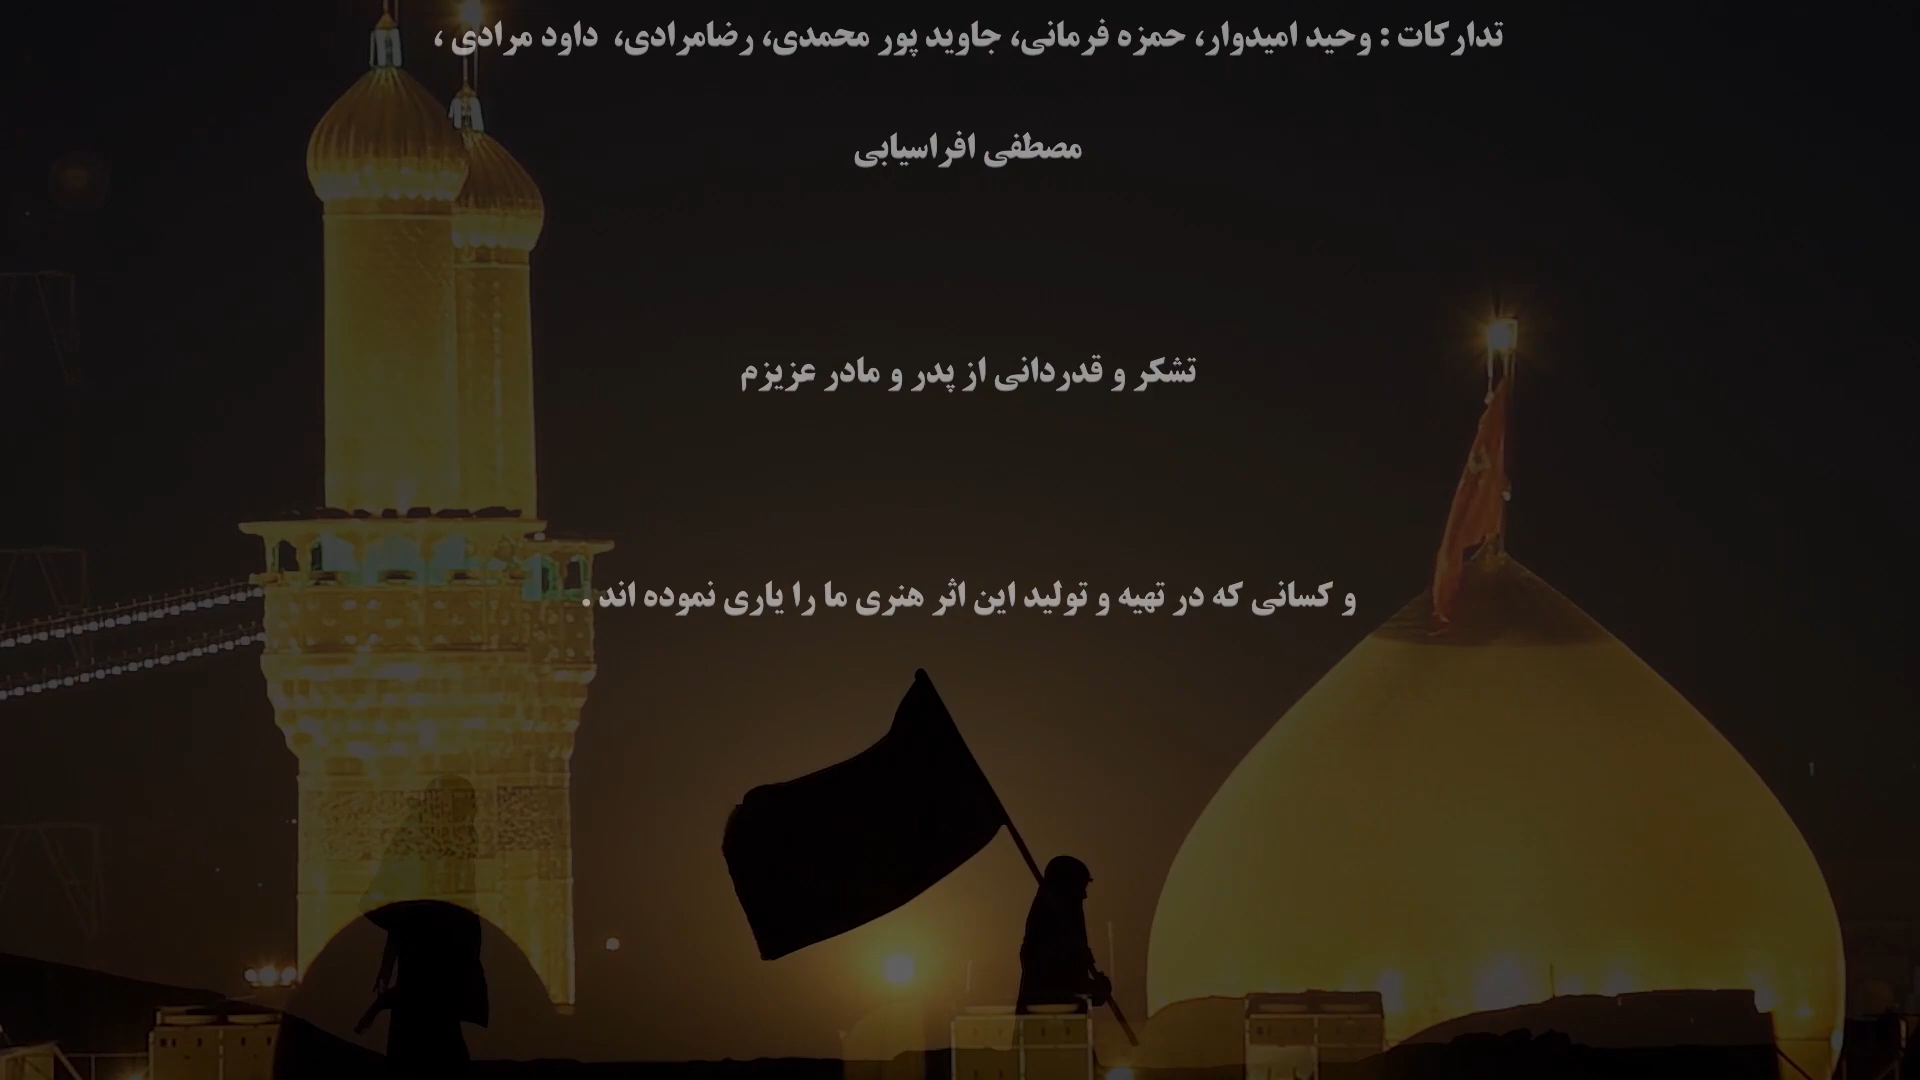 تدارکات : وحید امیدوار، حمزه فرمانی، جاوید پور محمدی، رضامرادی، داود مرادی ،
مصطفی افراسیابی
تشکر و قدردانی از پدر و مادر عزیزم
و کسانی که در تهیه و تولید این اثر هنری ما را یاری نموده اند .